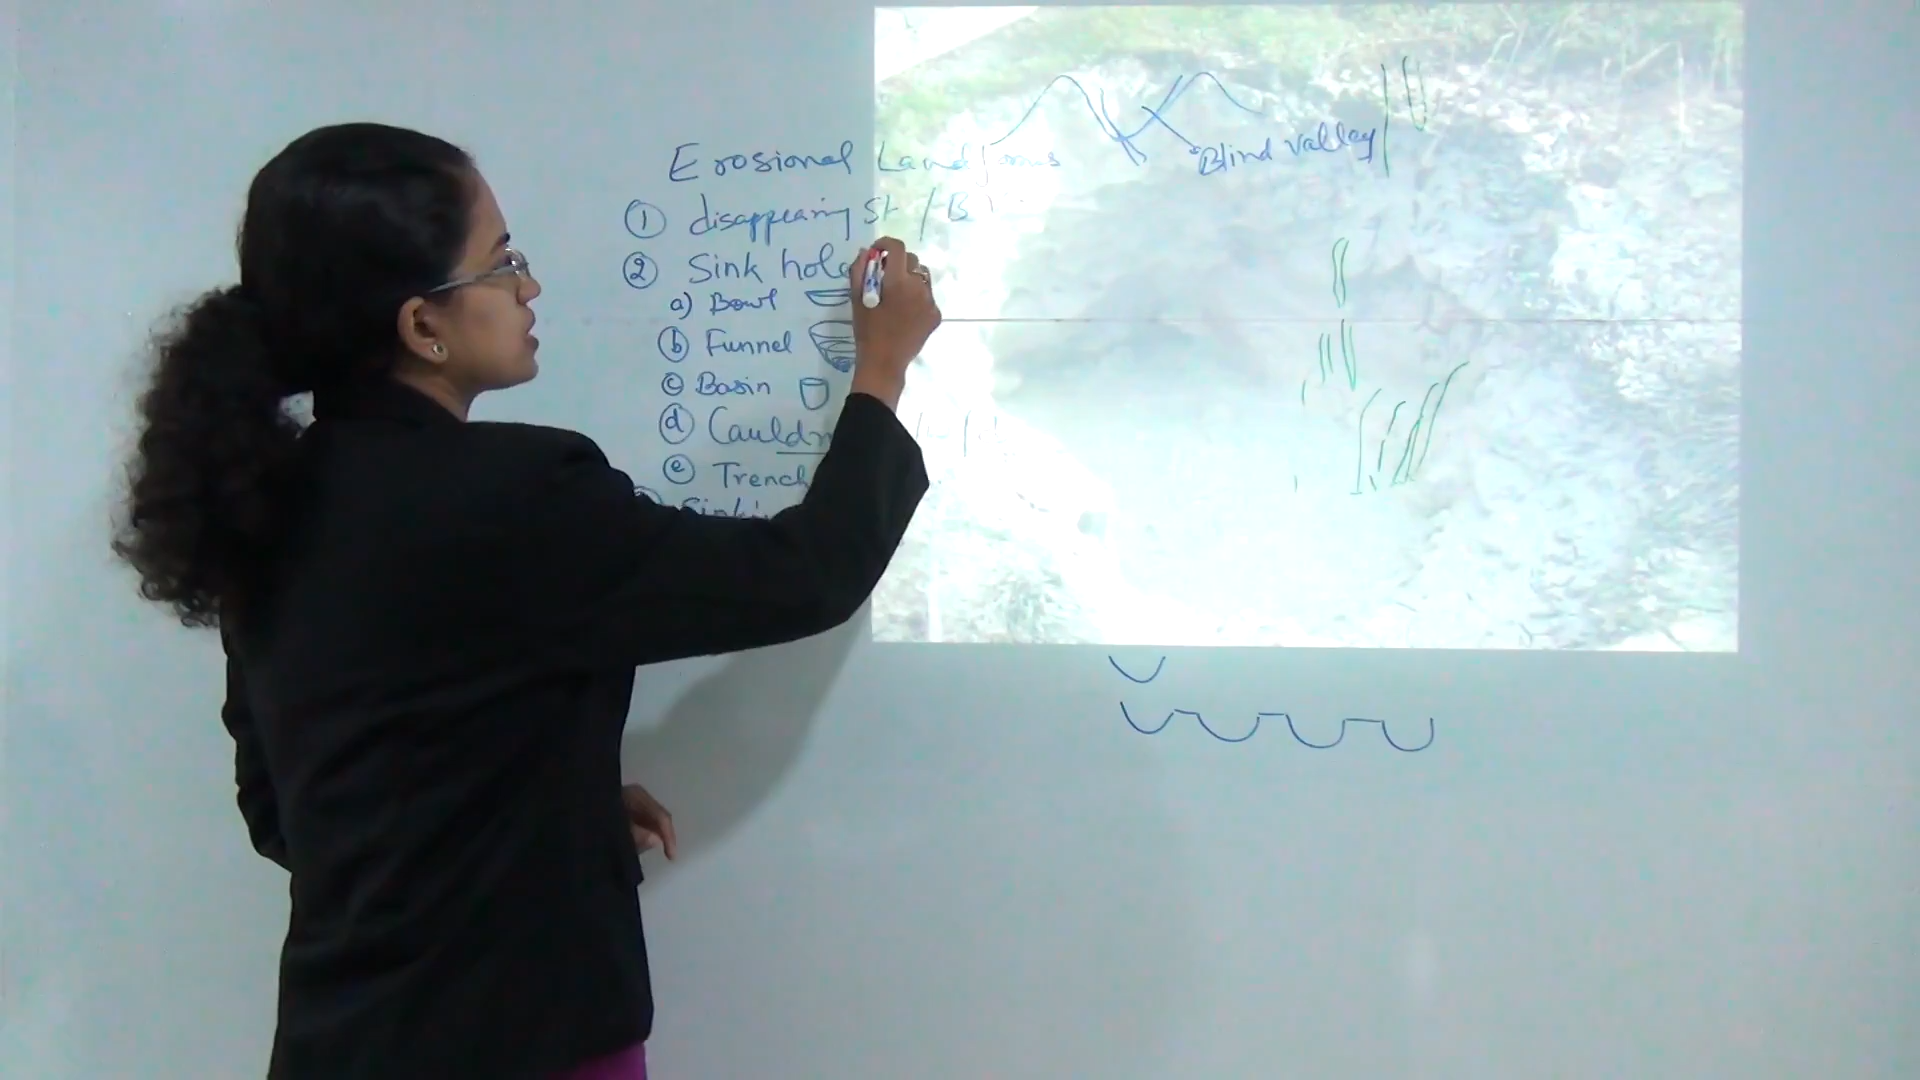 Erosional Landforms
Blind valley
① disappearing St / B
② Sink hole
a) Bowl
ⓑ Funnel
ⓒ Basin
ⓓ Cauldr
ⓔ Trench